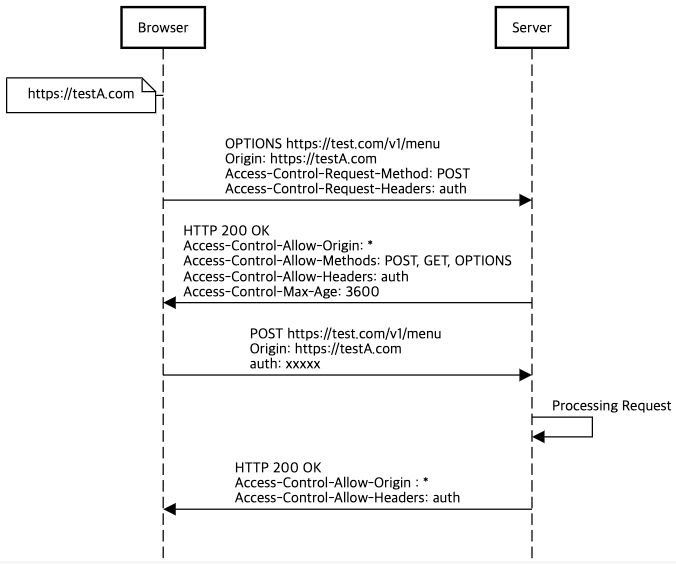 Browser
Server
https://testA.com
OPTIONS https://test.com/v1/menu
Origin: https://testA.com
Access-Control-Request-Method: POST
Access-Control-Request-Headers: auth
HTTP 200 OK
Access-Control-Allow-Origin: *
Access-Control-Allow-Methods: POST, GET, OPTIONS
Access-Control-Allow-Headers: auth
Access-Control-Max-Age: 3600
POST https://test.com/v1/menu
Origin: https://testA.com
auth: xxxxx
Processing Request
HTTP 200 OK
Access-Control-Allow-Origin : *
Access-Control-Allow-Headers: auth